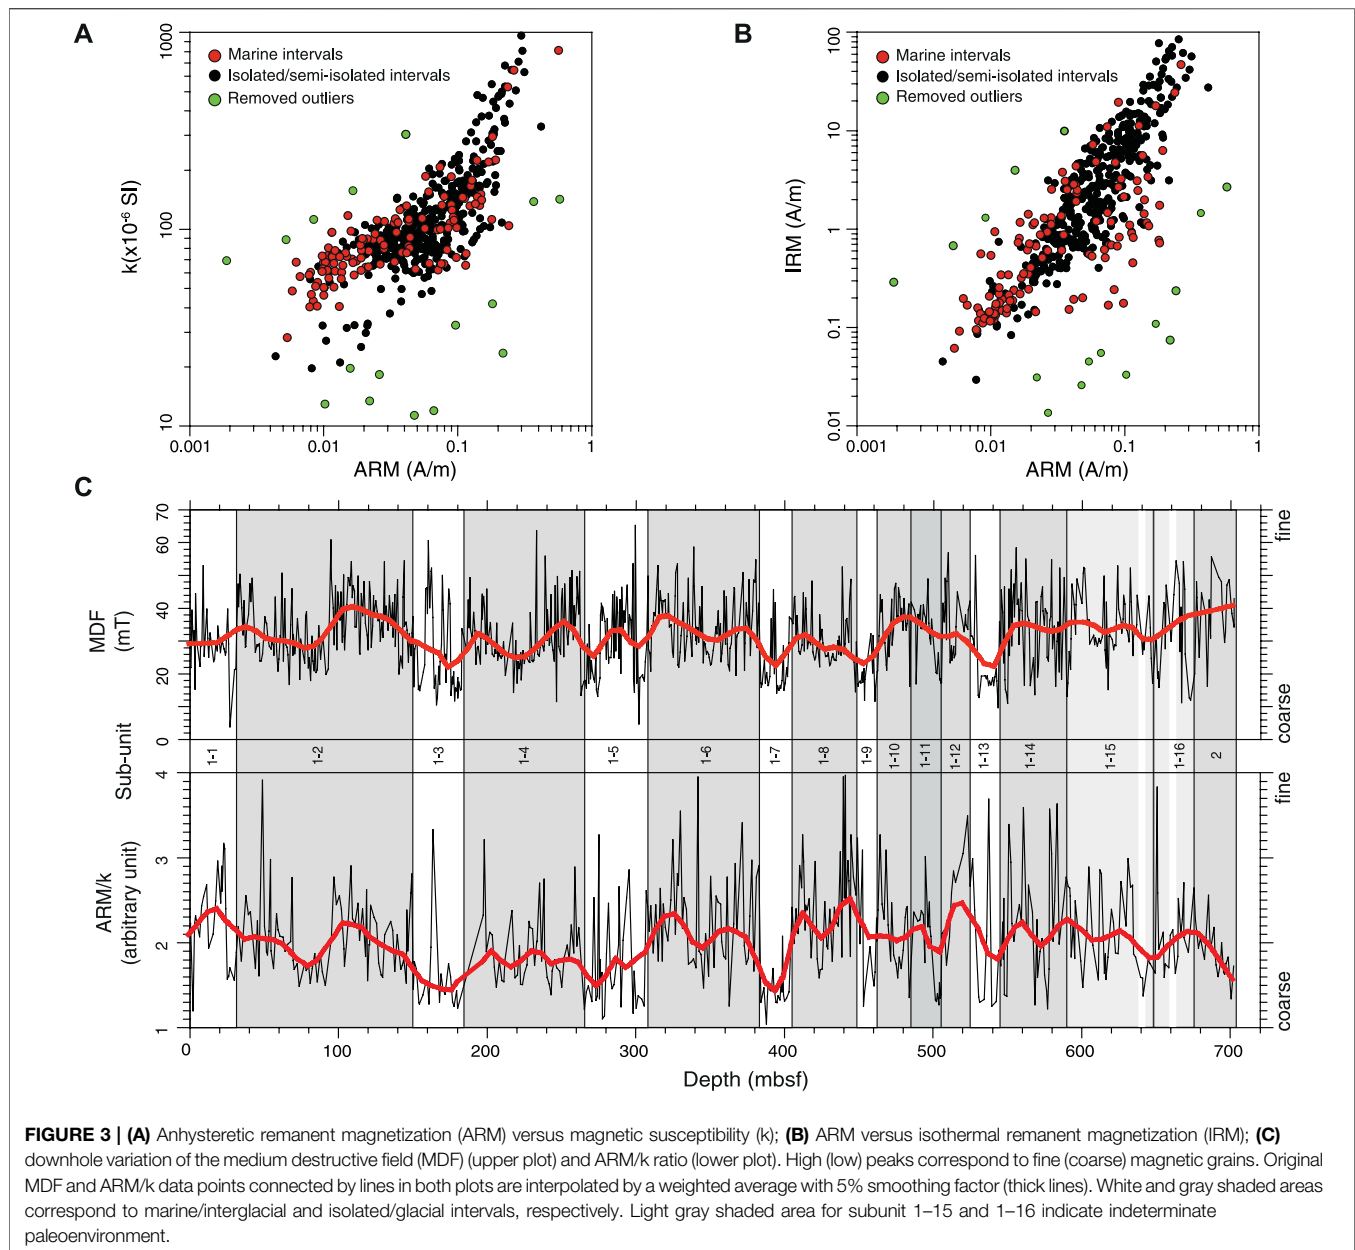 A
1000
100
10
k(x10⁻⁶ SI)
Marine intervals
Isolated/semi-isolated intervals
Removed outliers
0.001 0.01 0.1 1
ARM (A/m)
B
100
10
1
0.1
0.01
IRM (A/m)
Marine intervals
Isolated/semi-isolated intervals
Removed outliers
0.001 0.01 0.1 1
ARM (A/m)
C
70
60
40
20
0
MDF
(mT)
fine
coarse
Sub-unit
1-1 1-2 1-3 1-4 1-5 1-6 1-7 1-8 1-9 1-10 1-11 1-12 1-13 1-14 1-15 1-16 2
4
3
2
1
ARM/k
(arbitrary unit)
fine
coarse
0 100 200 300 400 500 600 700
Depth (mbsf)
FIGURE 3 | (A) Anhysteretic remanent magnetization (ARM) versus magnetic susceptibility (k); (B) ARM versus isothermal remanent magnetization (IRM); (C)
downhole variation of the medium destructive field (MDF) (upper plot) and ARM/k ratio (lower plot). High (low) peaks correspond to fine (coarse) magnetic grains. Original
MDF and ARM/k data points connected by lines in both plots are interpolated by a weighted average with 5% smoothing factor (thick lines). White and gray shaded areas
correspond to marine/interglacial and isolated/glacial intervals, respectively. Light gray shaded area for subunit 1–15 and 1–16 indicate indeterminate
paleoenvironment.